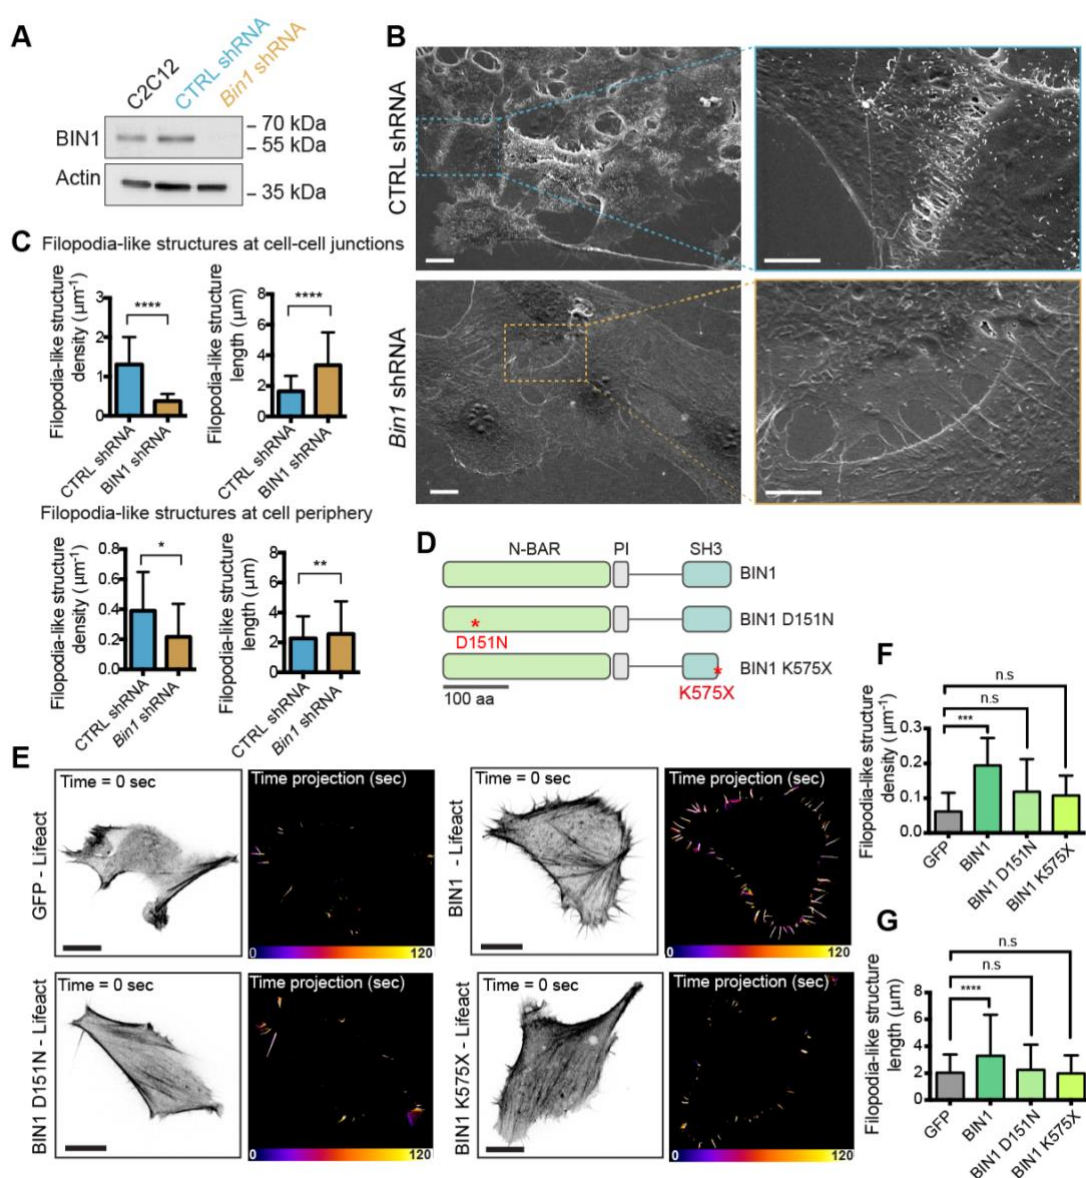 A
C2C12
CTRL shRNA
Bin1 shRNA
BIN1
Actin
70 kDa
55 kDa
35 kDa
B
CTRL shRNA
Bin1 shRNA
C
Filopodia-like structures at cell-cell junctions
Filopodia-like structure
density (µm⁻¹)
3
2
1
0
****
CTRL shRNA
BIN1 shRNA
Filopodia-like structure
length (µm)
8
6
4
2
0
****
CTRL shRNA
BIN1 shRNA
Filopodia-like structures at cell periphery
Filopodia-like structure
density (µm⁻¹)
0.8
0.6
0.4
0.2
0.0
*
CTRL shRNA
Bin1 shRNA
Filopodia-like structure
length (µm)
8
6
4
2
0
**
CTRL shRNA
Bin1 shRNA
D
N-BAR PI SH3
BIN1
*
D151N
BIN1 D151N
*
K575X
BIN1 K575X
100 aa
E
GFP - Lifeact
Time = 0 sec
Time projection (sec)
0 120
BIN1 - Lifeact
Time = 0 sec
Time projection (sec)
0 120
BIN1 D151N - Lifeact
Time = 0 sec
Time projection (sec)
0 120
BIN1 K575X - Lifeact
Time = 0 sec
Time projection (sec)
0 120
F
Filopodia-like structure
density (µm⁻¹)
0.3
0.2
0.1
0.0
n.s
n.s
***
GFP
BIN1
BIN1 D151N
BIN1 K575X
G
Filopodia-like structure
length (µm)
8
6
4
2
0
n.s
n.s
****
GFP
BIN1
BIN1 D151N
BIN1 K575X